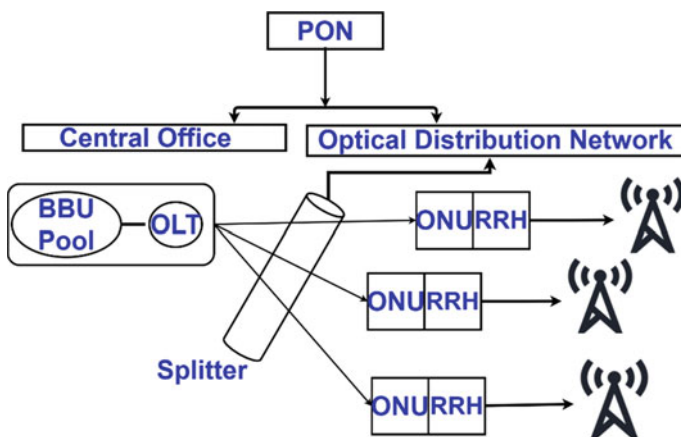 PON
Central Office
Optical Distribution Network
BBU
Pool
OLT
ONU RRH
ONU RRH
Splitter
ONU RRH